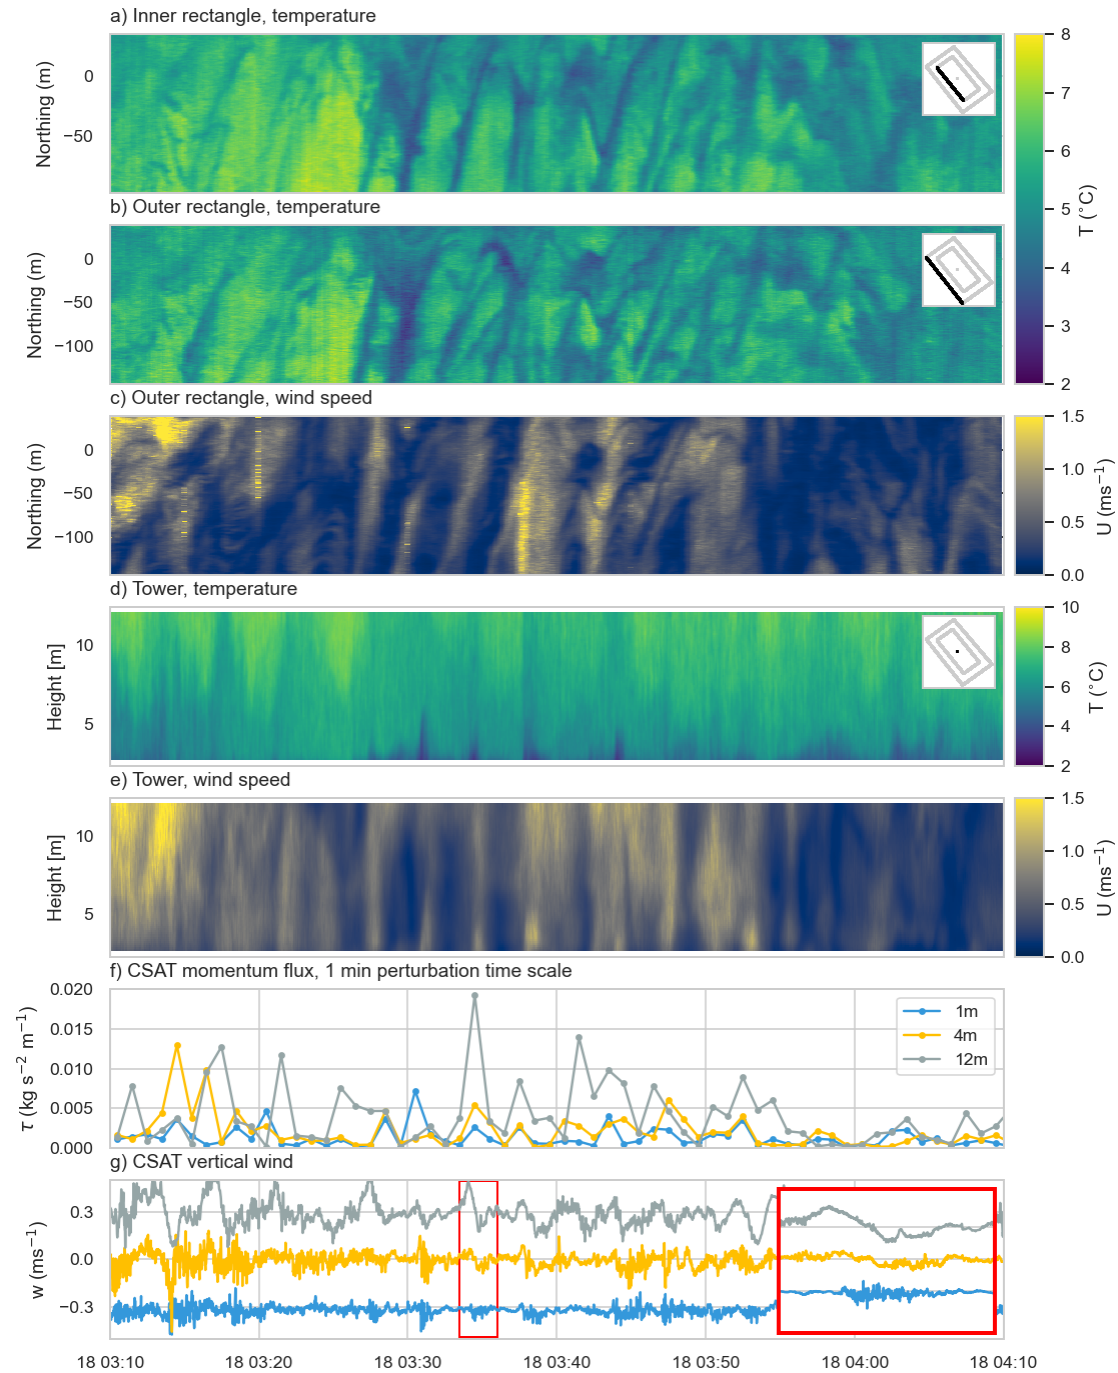 a) Inner rectangle, temperature
Northing (m)
0
−50
8
7
6
5
4
3
2
T (°C)
b) Outer rectangle, temperature
Northing (m)
0
−50
−100
c) Outer rectangle, wind speed
Northing (m)
0
−50
−100
1.5
1.0
0.5
0.0
U (ms⁻¹)
d) Tower, temperature
Height [m]
10
5
10
8
6
4
2
T (°C)
e) Tower, wind speed
Height [m]
10
5
1.5
1.0
0.5
0.0
U (ms⁻¹)
f) CSAT momentum flux, 1 min perturbation time scale
τ (kg s⁻² m⁻¹)
0.020
0.015
0.010
0.005
0.000
1m
4m
12m
g) CSAT vertical wind
w (ms⁻¹)
0.3
0.0
−0.3
18 03:10
18 03:20
18 03:30
18 03:40
18 03:50
18 04:00
18 04:10